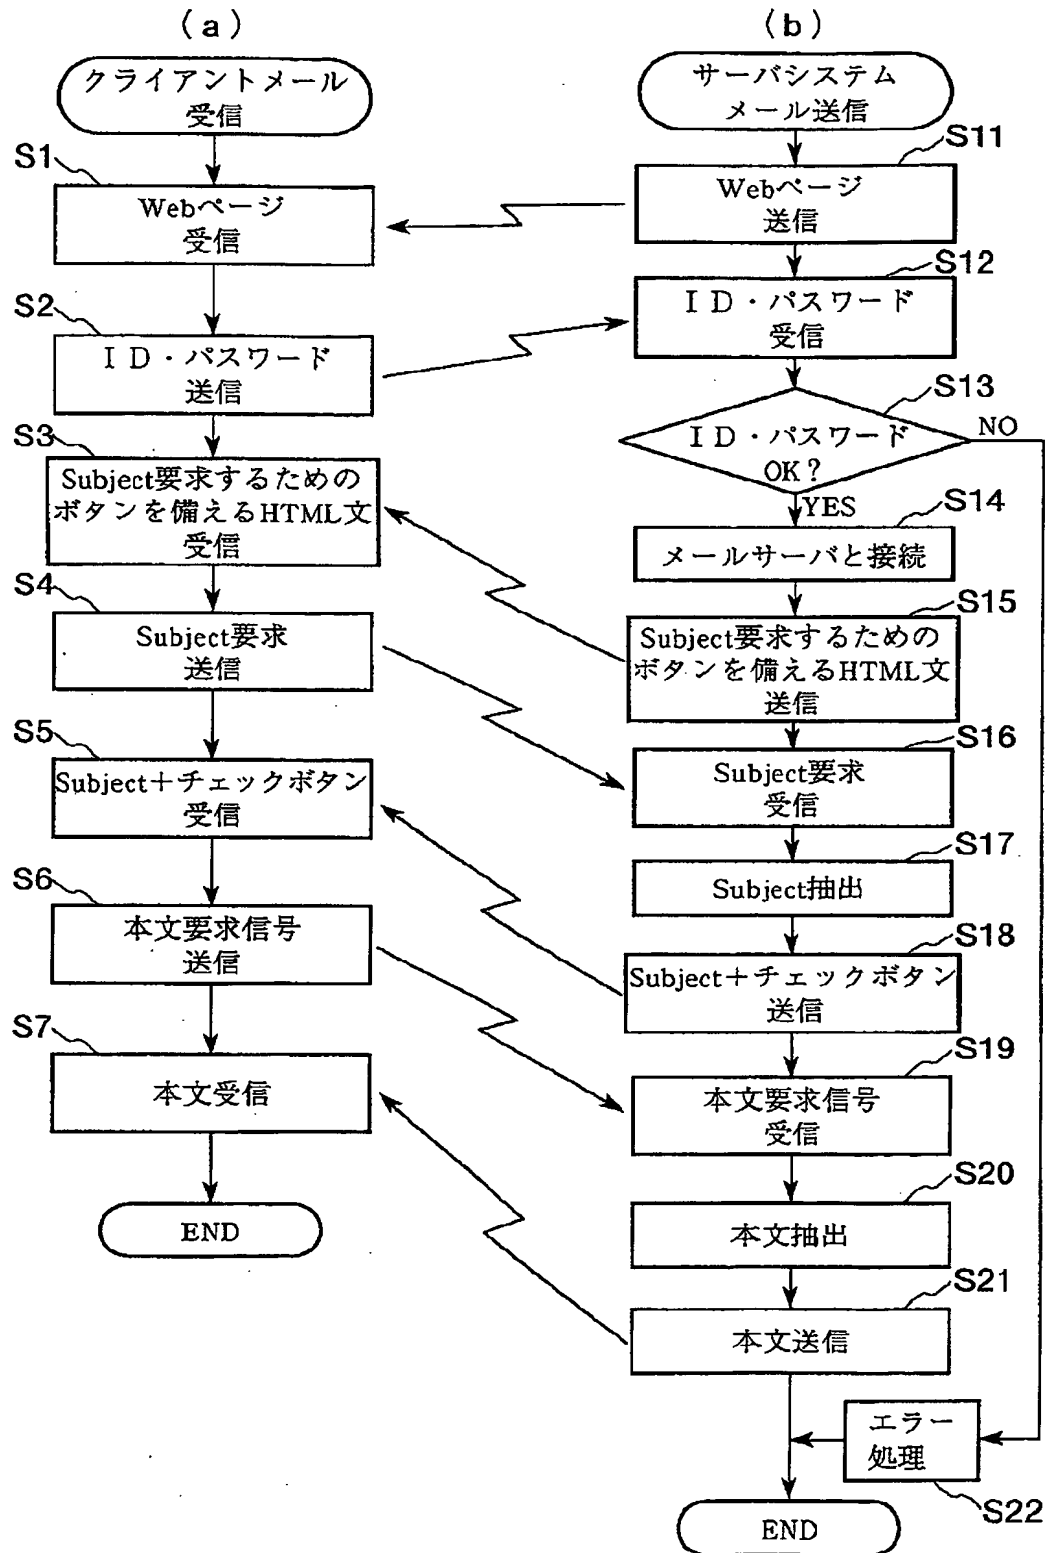 (a)
クライアントメール
受信
S1
Webページ
受信
S2
ID・パスワード
送信
S3
Subject要求するための
ボタンを備えるHTML文
受信
S4
Subject要求
送信
S5
Subject+チェックボタン
受信
S6
本文要求信号
送信
S7
本文受信
END
(b)
サーバシステム
メール送信
S11
Webページ
送信
S12
ID・パスワード
受信
S13
ID・パスワード
OK?
NO
YES
S14
メールサーバと接続
S15
Subject要求するための
ボタンを備えるHTML文
送信
S16
Subject要求
受信
S17
Subject抽出
S18
Subject+チェックボタン
送信
S19
本文要求信号
受信
S20
本文抽出
S21
本文送信
エラー
処理
S22
END